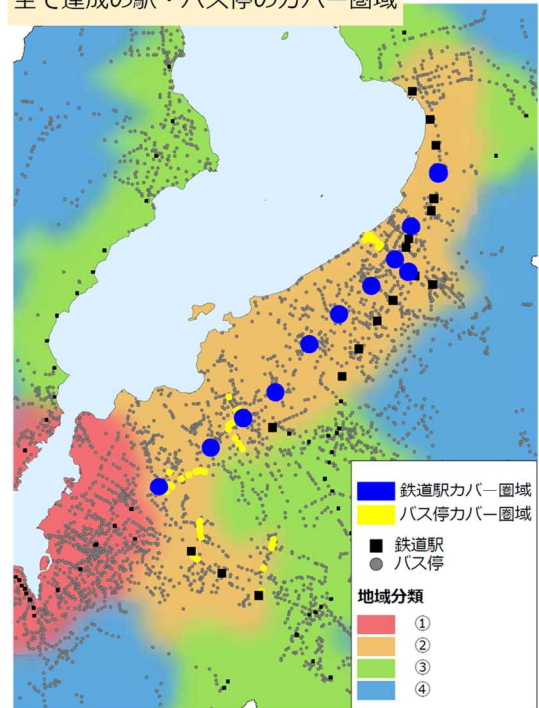 全て達成の駅・バス停のカバー圏域
鉄道駅カバー圏域
バス停カバー圏域
鉄道駅
バス停
地域分類
①
②
③
④